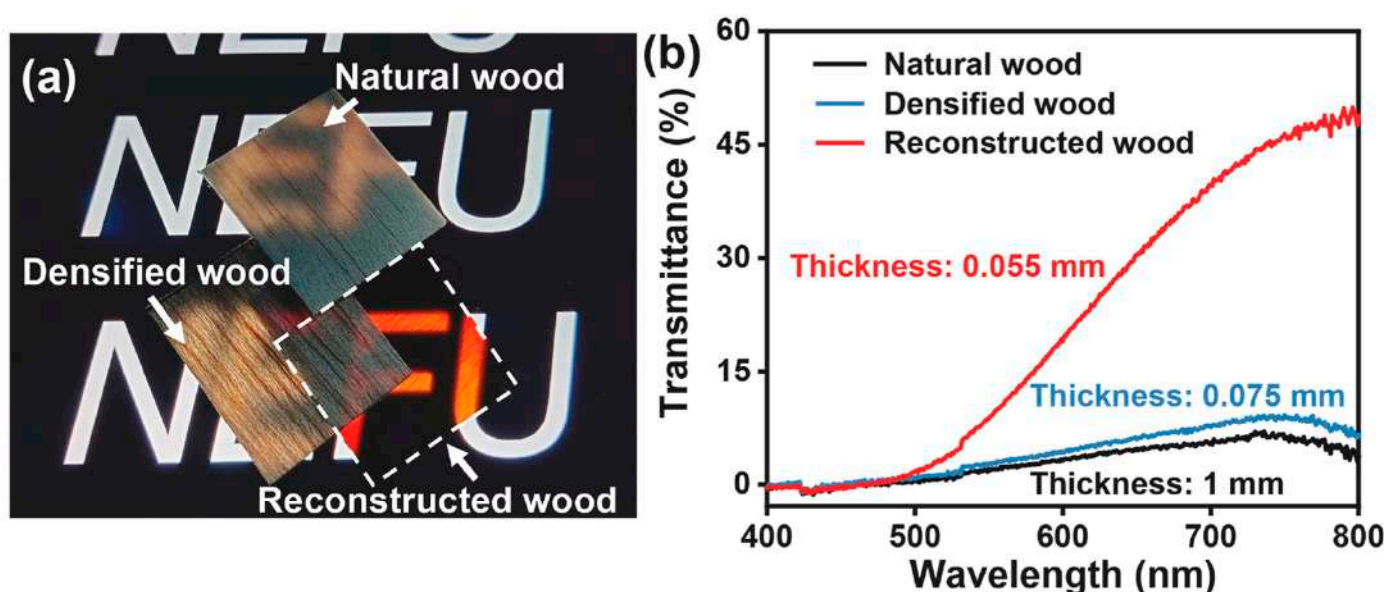 (a)
NEFU
Natural wood
NEFU
Densified wood
NEFU
Reconstructed wood
(b)
60
45
30
15
0
Transmittance (%)
Natural wood
Densified wood
Reconstructed wood
Thickness: 0.055 mm
Thickness: 0.075 mm
Thickness: 1 mm
400
500
600
700
800
Wavelength (nm)